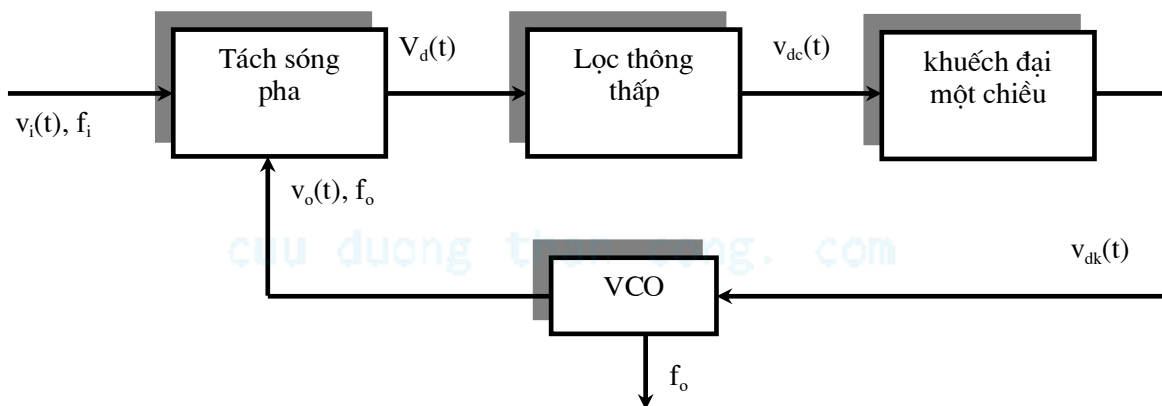 Tách sóng
pha
V_d(t)
Lọc thông
thấp
v_dc(t)
khuếch đại
một chiều
v_i(t), f_i
v_o(t), f_o
cuu duong than cong. com
v_dk(t)
VCO
f_o